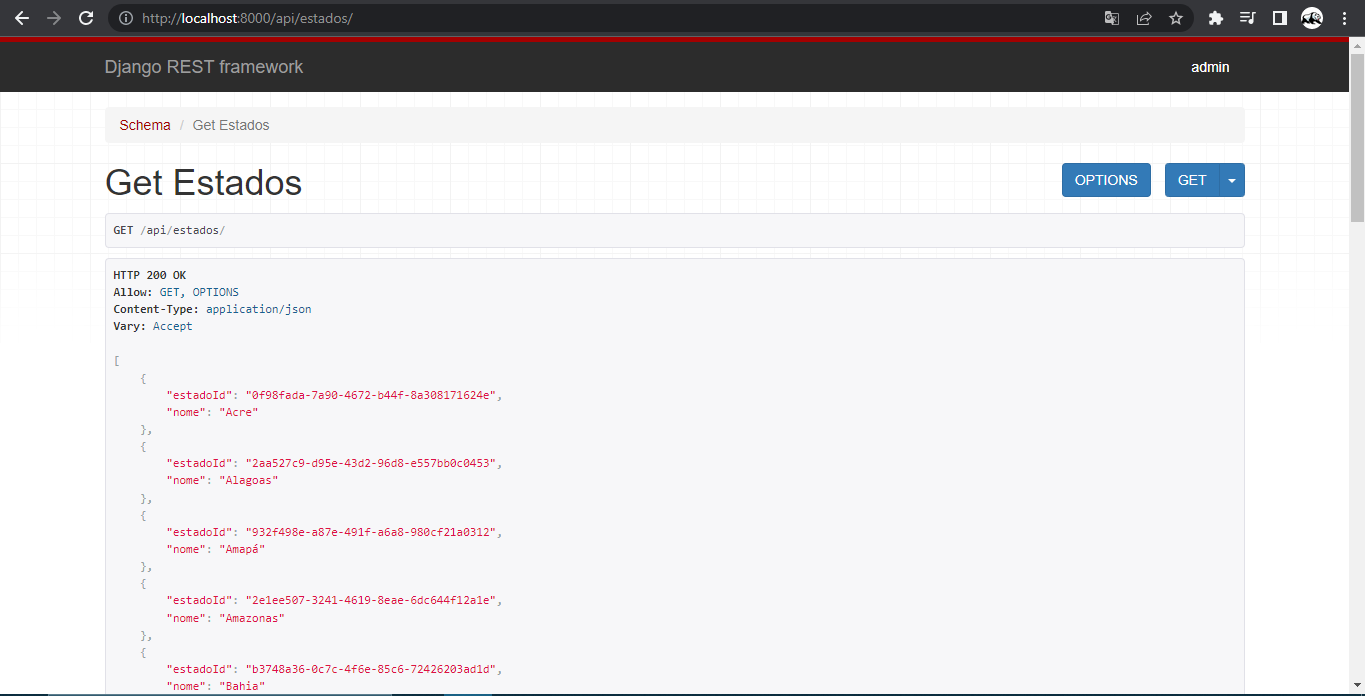 http://localhost:8000/api/estados/
Django REST framework
admin
Schema / Get Estados
Get Estados
OPTIONS
GET
GET /api/estados/
HTTP 200 OK
Allow: GET, OPTIONS
Content-Type: application/json
Vary: Accept
[
{
"estadoId": "0f98fada-7a90-4672-b44f-8a308171624e",
"nome": "Acre"
},
{
"estadoId": "2aa527c9-d95e-43d2-96d8-e557bb0c0453",
"nome": "Alagoas"
},
{
"estadoId": "932f498e-a87e-491f-a6a8-980cf21a0312",
"nome": "Amapá"
},
{
"estadoId": "2e1ee507-3241-4619-8eae-6dc644f12a1e",
"nome": "Amazonas"
},
{
"estadoId": "b3748a36-0c7c-4f6e-85c6-72426203ad1d",
"nome": "Bahia"